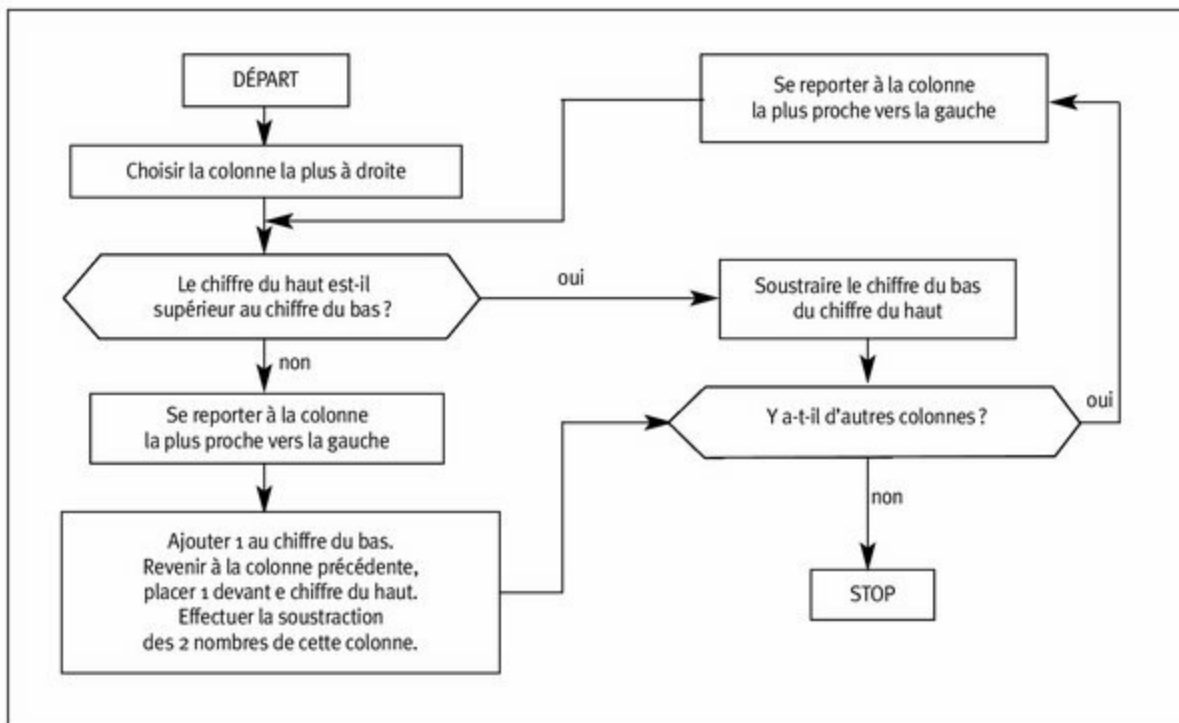 DÉPART
Choisir la colonne la plus à droite
Le chiffre du haut est-il
supérieur au chiffre du bas ?
oui
non
Se reporter à la colonne
la plus proche vers la gauche
Ajouter 1 au chiffre du bas.
Revenir à la colonne précédente,
placer 1 devant e chiffre du haut.
Effectuer la soustraction
des 2 nombres de cette colonne.
Soustraire le chiffre du bas
du chiffre du haut
Y a-t-il d'autres colonnes ?
oui
non
STOP
Se reporter à la colonne
la plus proche vers la gauche